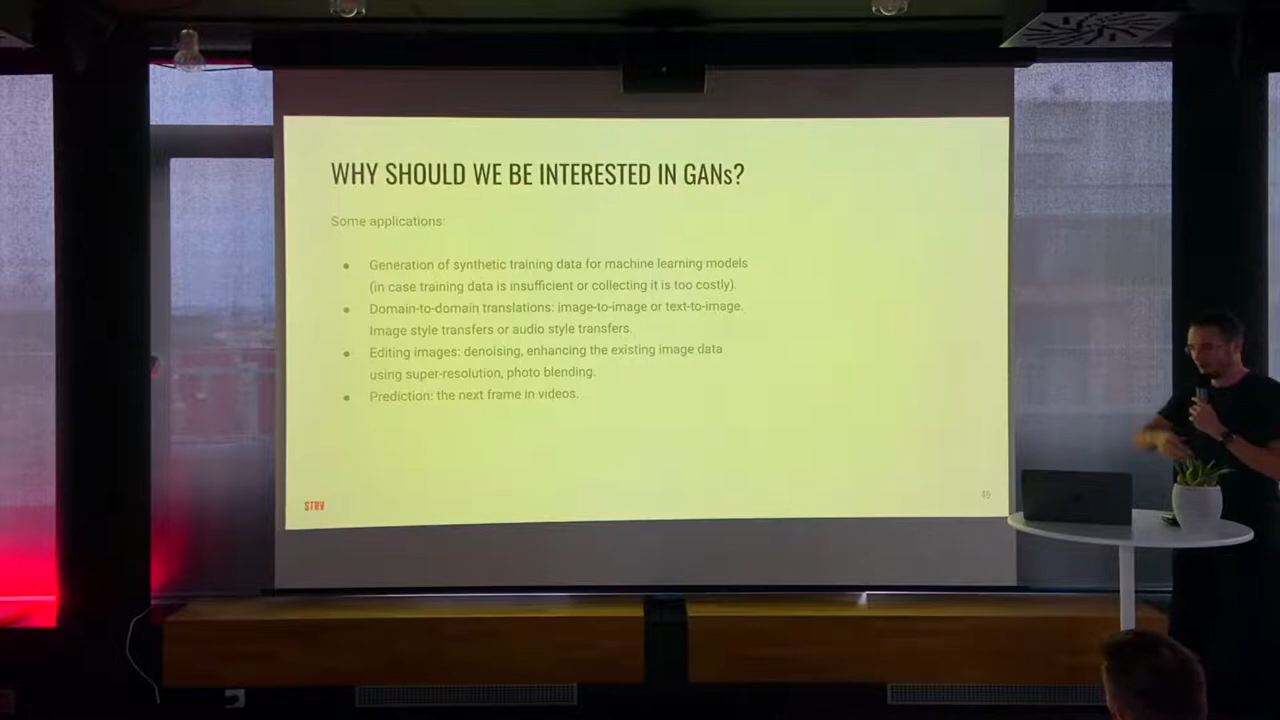 WHY SHOULD WE BE INTERESTED IN GANs?
Some applications:
● Generation of synthetic training data for machine learning models
(in case training data is insufficient or collecting it is too costly).
● Domain-to-domain translations: image-to-image or text-to-image.
Image style transfers or audio style transfers.
● Editing images: denoising, enhancing the existing image data
using super-resolution, photo blending.
● Prediction: the next frame in videos.
STRV